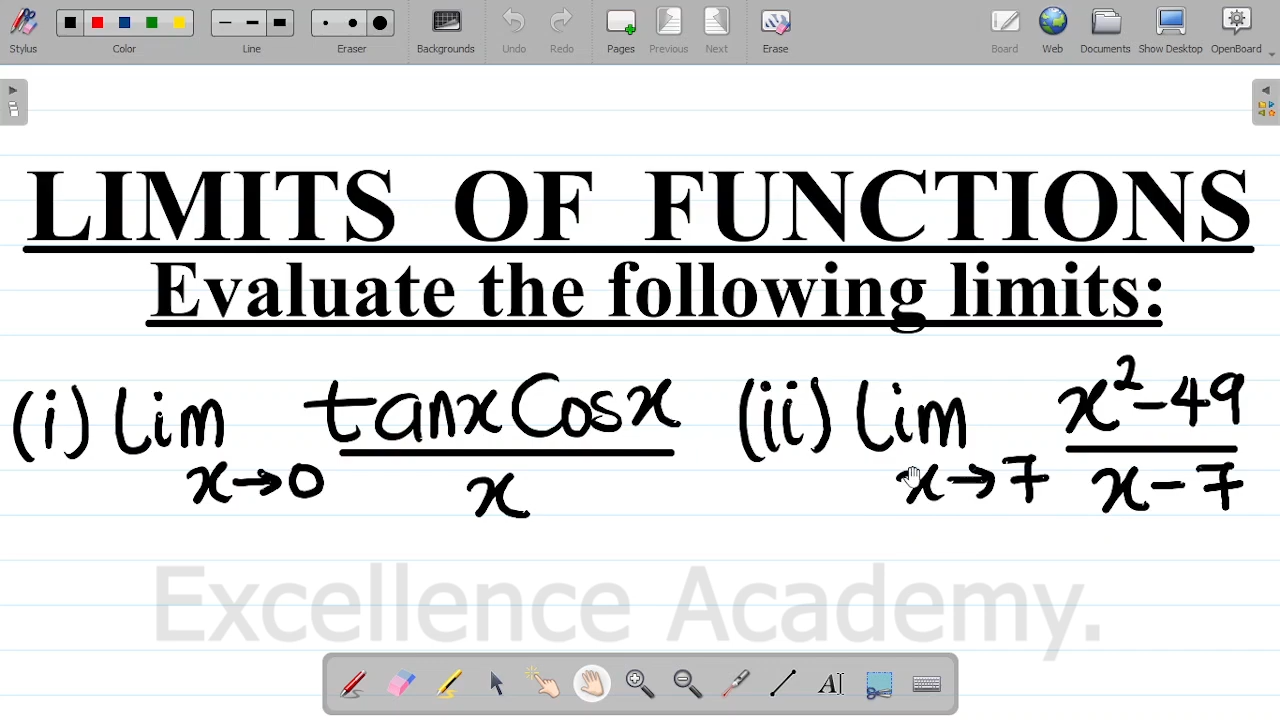 Stylus Color Line Eraser Backgrounds Undo Redo Pages Previous Next Erase Board Web Documents Show Desktop OpenBoard
LIMITS OF FUNCTIONS
Evaluate the following limits:
(i) Lim x→0 tanx Cosx / x (ii) Lim x→7 x²-49 / x-7
Excellence Academy.
AI